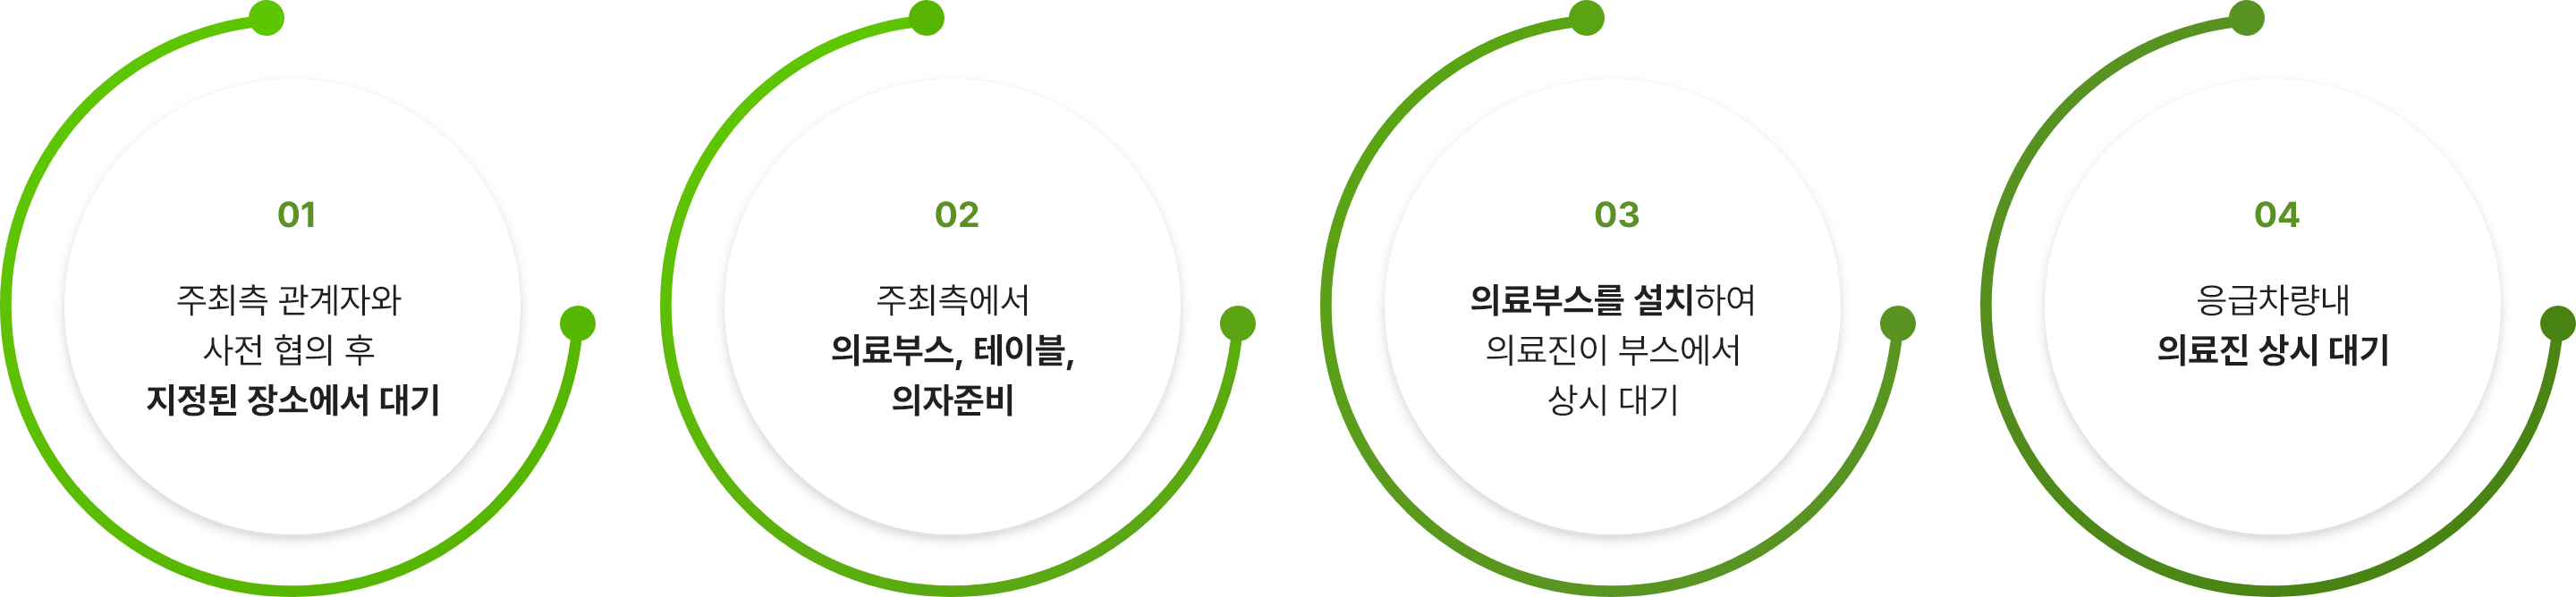 01
주최측 관계자와
사전 협의 후
지정된 장소에서 대기
02
주최측에서
의료부스, 테이블,
의자준비
03
의료부스를 설치하여
의료진이 부스에서
상시 대기
04
응급차량내
의료진 상시 대기